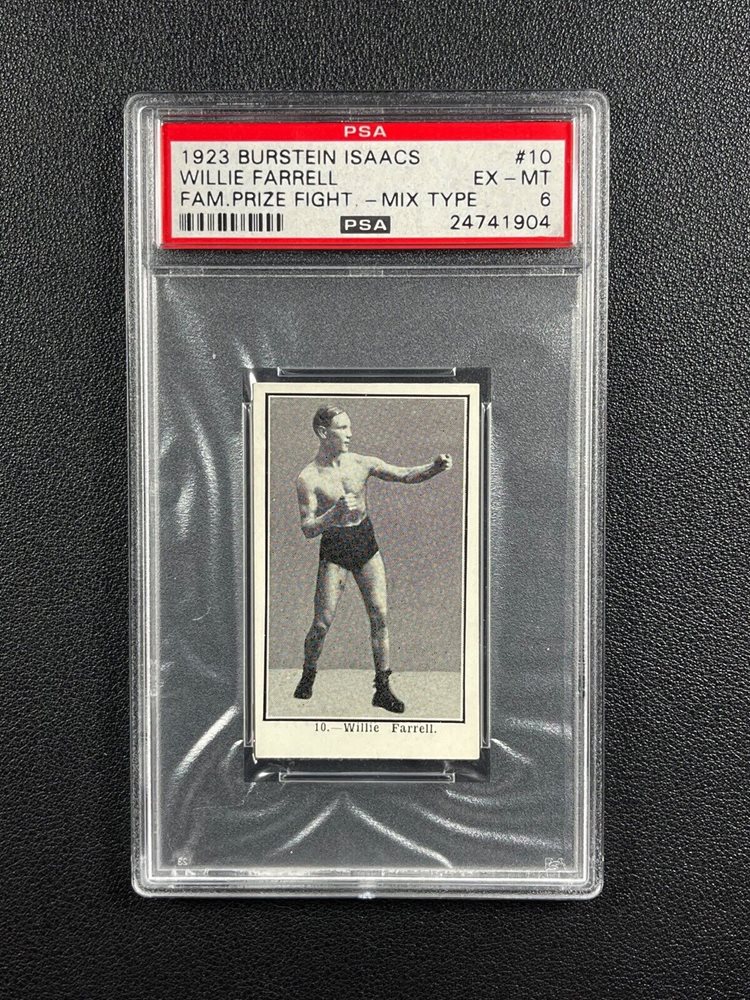 PSA
1923 BURSTEIN ISAACS #10
WILLIE FARRELL EX-MT
FAM.PRIZE FIGHT.-MIX TYPE 6
PSA 24741904
10.—Willie Farrell.